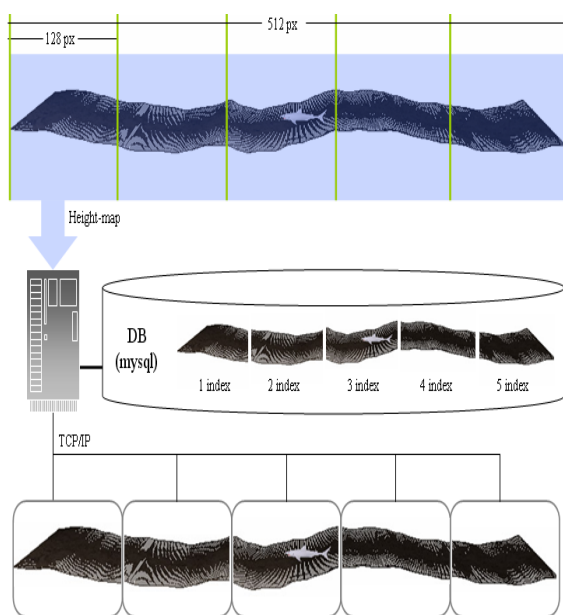 512 px
128 px
Height-map
DB
(mysql)
1 index
2 index
3 index
4 index
5 index
TCP/IP